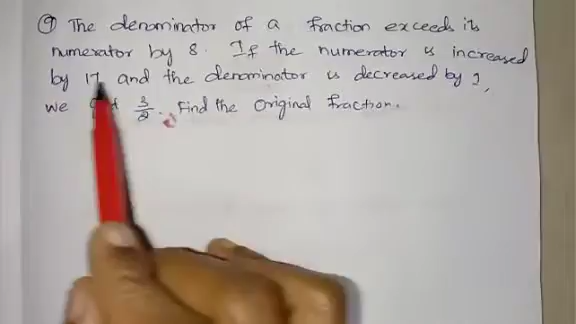 9) The denominator of a fraction exceeds its
numerator by 8. If the numerator is increased
by 17 and the denominator is decreased by 1,
we 3/2. Find the original fraction.